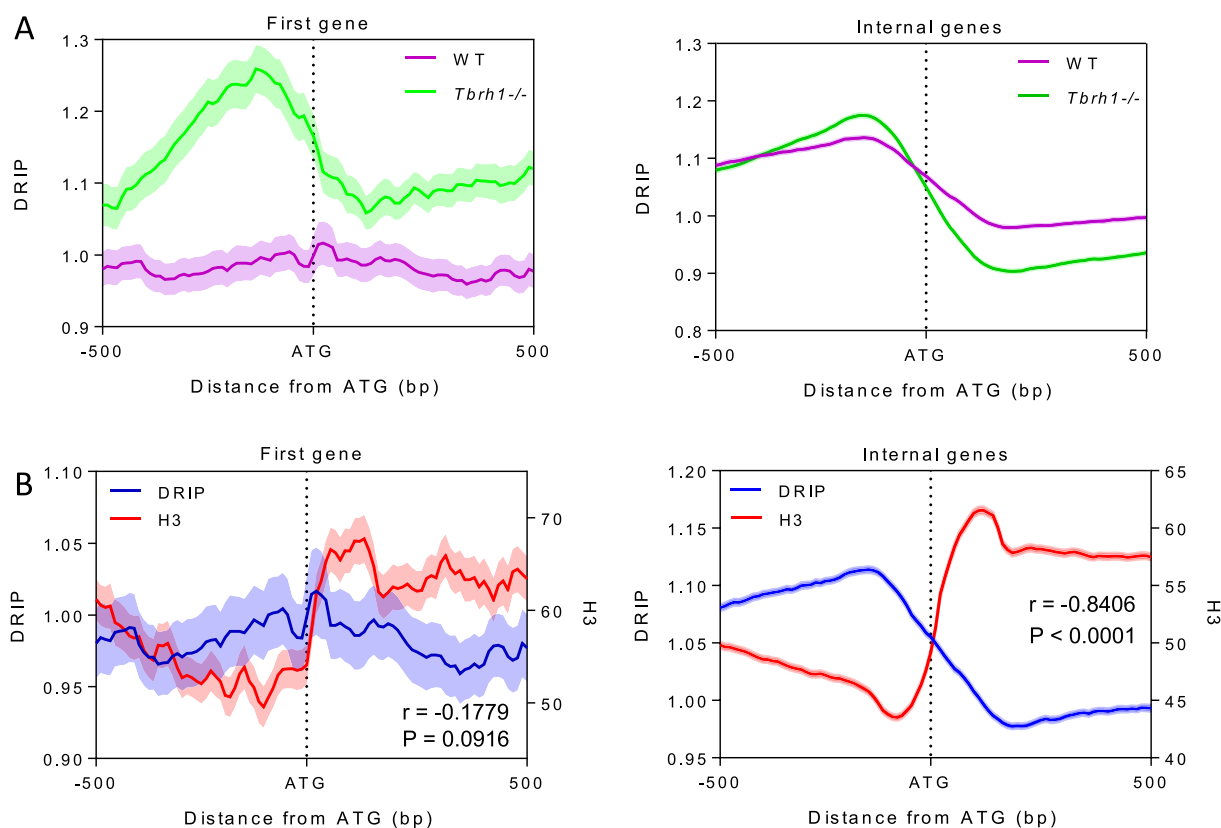 A
First gene
1.3
1.2
1.1
1.0
0.9
DRIP
WT
Tbrh1-/-
-500
ATG
500
Distance from ATG (bp)
Internal genes
1.3
1.2
1.1
1.0
0.9
0.8
DRIP
WT
Tbrh1-/-
-500
ATG
500
Distance from ATG (bp)
B
First gene
1.10
1.05
1.00
0.95
0.90
DRIP
DRIP
H3
70
60
50
H3
r = -0.1779
P = 0.0916
-500
ATG
500
Distance from ATG (bp)
Internal genes
1.20
1.15
1.10
1.05
1.00
0.95
DRIP
DRIP
H3
65
60
55
50
45
40
H3
r = -0.8406
P < 0.0001
-500
ATG
500
Distance from ATG (bp)